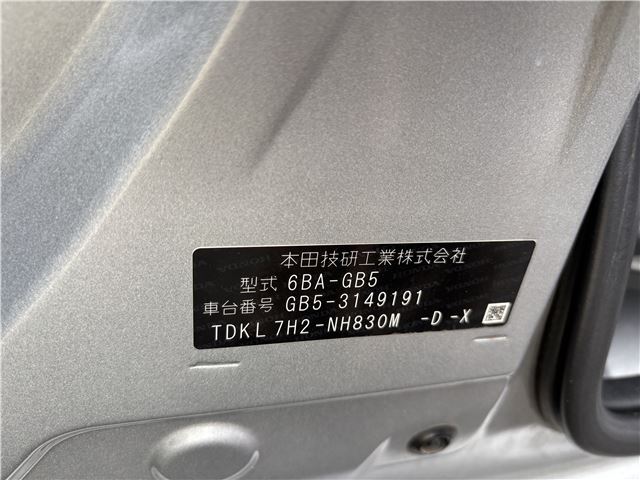 本田技研工業株式会社
型式 6BA-GB5
車台番号 GB5-3149191
TDKL 7H2-NH830M -D -X